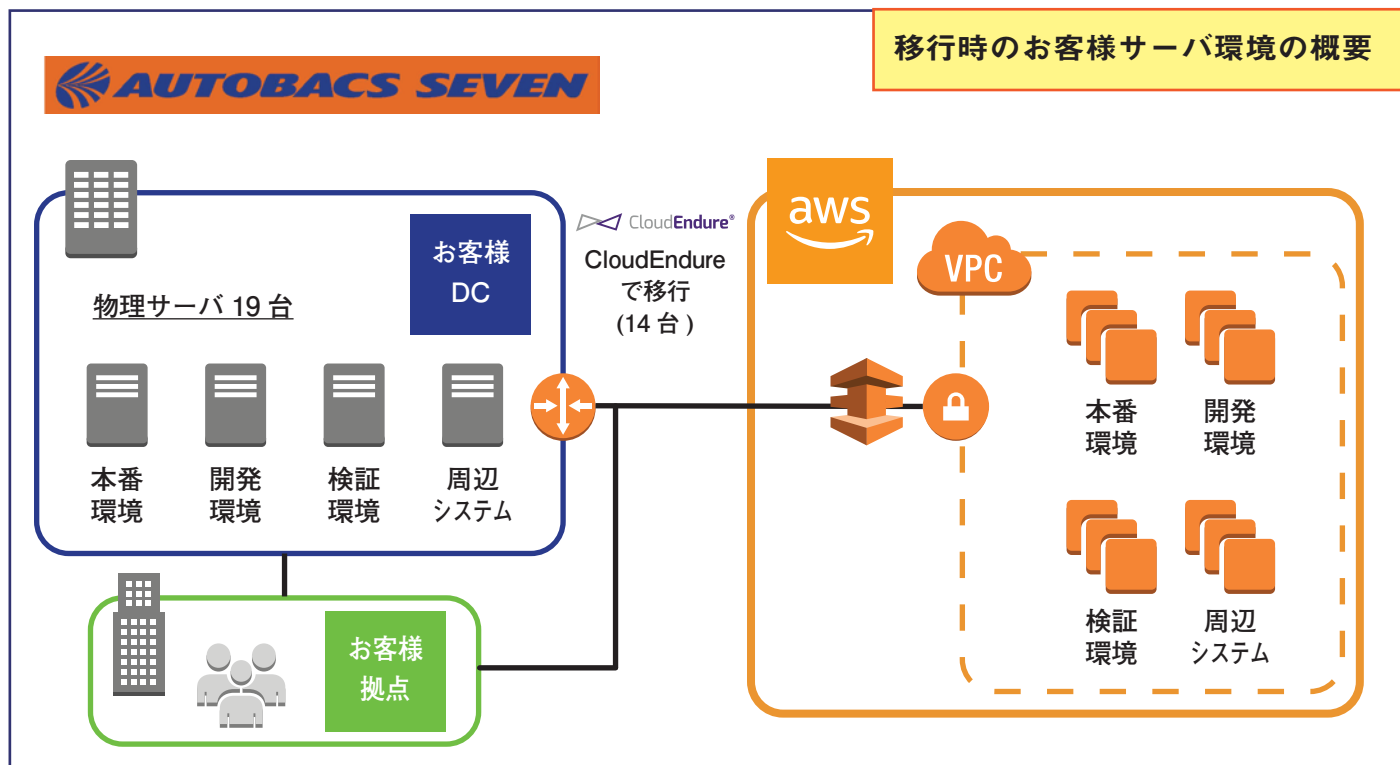 移行時のお客様サーバ環境の概要
AUTOBACS SEVEN
お客様
DC
物理サーバ 19 台
本番
環境
開発
環境
検証
環境
周辺
システム
CloudEndure®
CloudEndure
で移行
(14 台 )
aws
VPC
本番
環境
開発
環境
検証
環境
周辺
システム
お客様
拠点